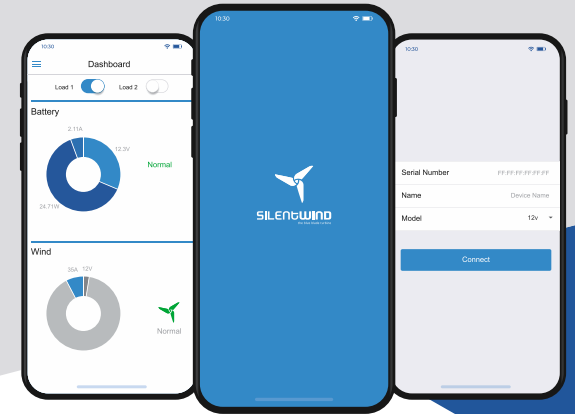 10:30
Dashboard
Load 1
Load 2
Battery
2.11A
12.3V
24.71W
Normal
Wind
35A
12V
Normal
10:30
SILENTWIND
10:30
Serial Number
FF:FF:FF:FF:FF:FF
Name
Device Name
Model
12v
Connect